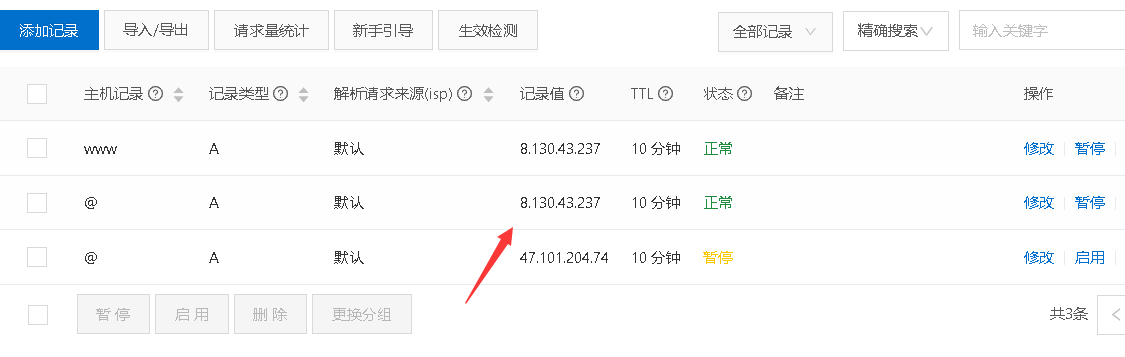 添加记录 导入/导出 请求量统计 新手引导 生效检测 全部记录 精确搜索 输入关键字
主机记录 ? 记录类型 ? 解析请求来源(isp) ? 记录值 ? TTL ? 状态 ? 备注 操作
www A 默认 8.130.43.237 10 分钟 正常 修改 暂停
@ A 默认 8.130.43.237 10 分钟 正常 修改 暂停
@ A 默认 47.101.204.74 10 分钟 暂停 修改 启用
暂停 启用 删除 更换分组 共3条